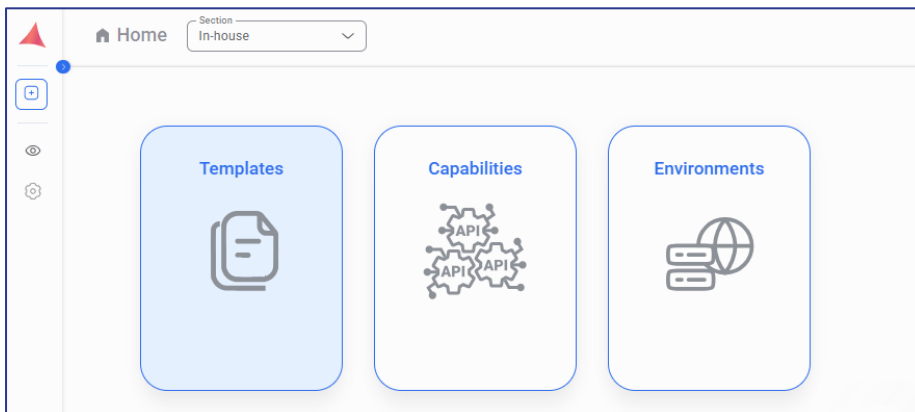 Home
Section
In-house
Templates
Capabilities
Environments
API
API
API